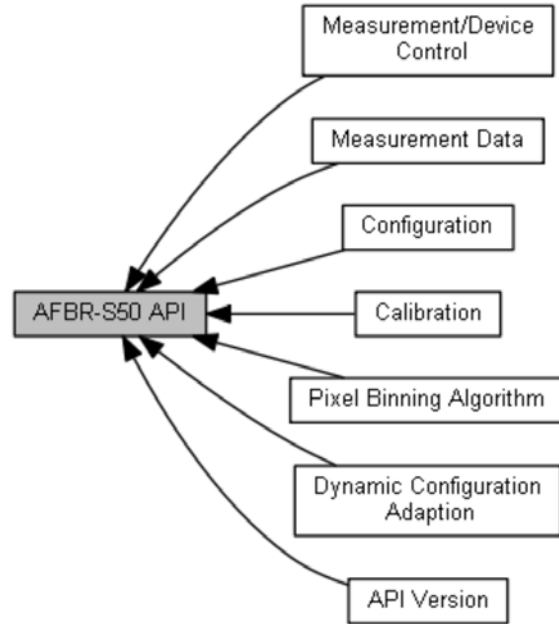 Measurement/Device
Control
Measurement Data
Configuration
AFBR-S50 API
Calibration
Pixel Binning Algorithm
Dynamic Configuration
Adaption
API Version